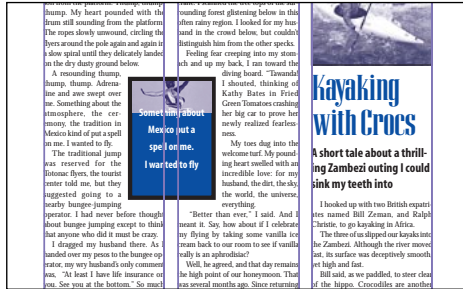 thump. My heart pounded with the
drum still sounding from the platform.
The ropes slowly unwound, circling the
flyers around the pole again and again in
a slow spiral until they delicately landed
on the dry dusty ground below.
A resounding thump,
thump, thump. Adrena-
line and awe swept over
me. Something about the
atmosphere, the cer-
emony, the tradition in
Mexico kind of put a spell
on me. I wanted to fly.
The traditional jump
was reserved for the
Totonac flyers, the tourist
center told me, but they
suggested going to a
nearby bungee-jumping
operator. I had never before thought
about bungee jumping except to think
that anyone who did it must be crazy.
I dragged my husband there. As I
handed over my pesos to the bungee op-
erator, my wry husband's only comment
was, "At least I have life insurance on
you. See you at the bottom." So much
Something about
Mexico put a
spell on me.
I wanted to fly
rounding forest glistening below in this
often rainy region. I looked for my hus-
band in the crowd below, but couldn't
distinguish him from the other specks.
Feeling fear creeping into my stom-
ach and up my back, I ran toward the
diving board. "Tawanda!
I shouted, thinking of
Kathy Bates in Fried
Green Tomatoes crashing
her big car to prove her
newly realized fearless-
ness.
My toes dug into the
welcome turf. My pound-
ing heart swelled with an
incredible love: for my
husband, the dirt, the sky,
the world, the universe,
everything.
"Better than ever," I said. And I
meant it. Say, how about if I celebrate
my flying by taking some vanilla ice
cream back to our room to see if vanilla
really is an aphrodisiac?
Well, he agreed, and that day remains
the high point of our honeymoon. That
was several months ago. Since returning
Kayaking
with Crocs
A short tale about a thrill-
ing Zambezi outing I could
sink my teeth into
I hooked up with two British expatri-
ates named Bill Zeman, and Ralph
Christie, to go kayaking in Africa.
The three of us slipped our kayaks into
the Zambezi. Although the river moved
fast, its surface was deceptively smooth,
yet high and fast.
Bill said, as we paddled, to steer clear
of the hippo. Crocodiles are another